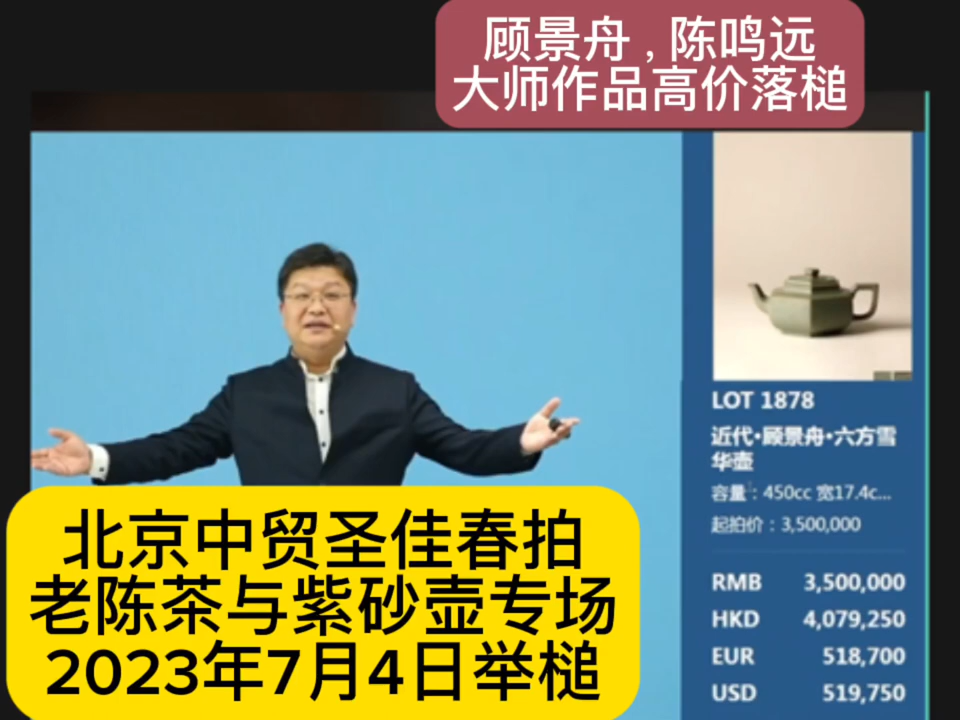 顾景舟，陈鸣远
大师作品高价落槌
LOT 1878
近代•顾景舟•六方雪
华壶
容量：450cc 宽17.4c...
起拍价：3,500,000
RMB 3,500,000
HKD 4,079,250
EUR 518,700
USD 519,750
北京中贸圣佳春拍
老陈茶与紫砂壶专场
2023年7月4日举槌